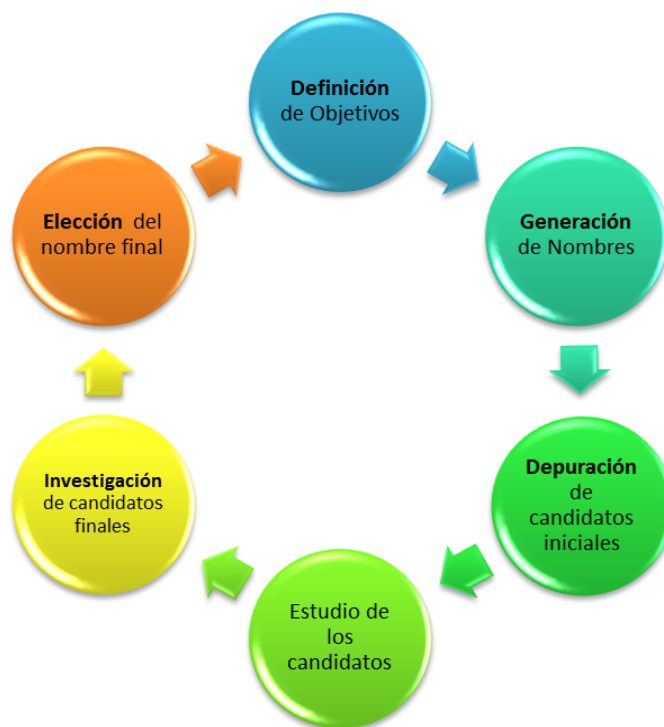 Definición
de Objetivos
Generación
de Nombres
Depuración
de
candidatos
iniciales
Estudio de
los
candidatos
Investigación
de candidatos
finales
Elección del
nombre final